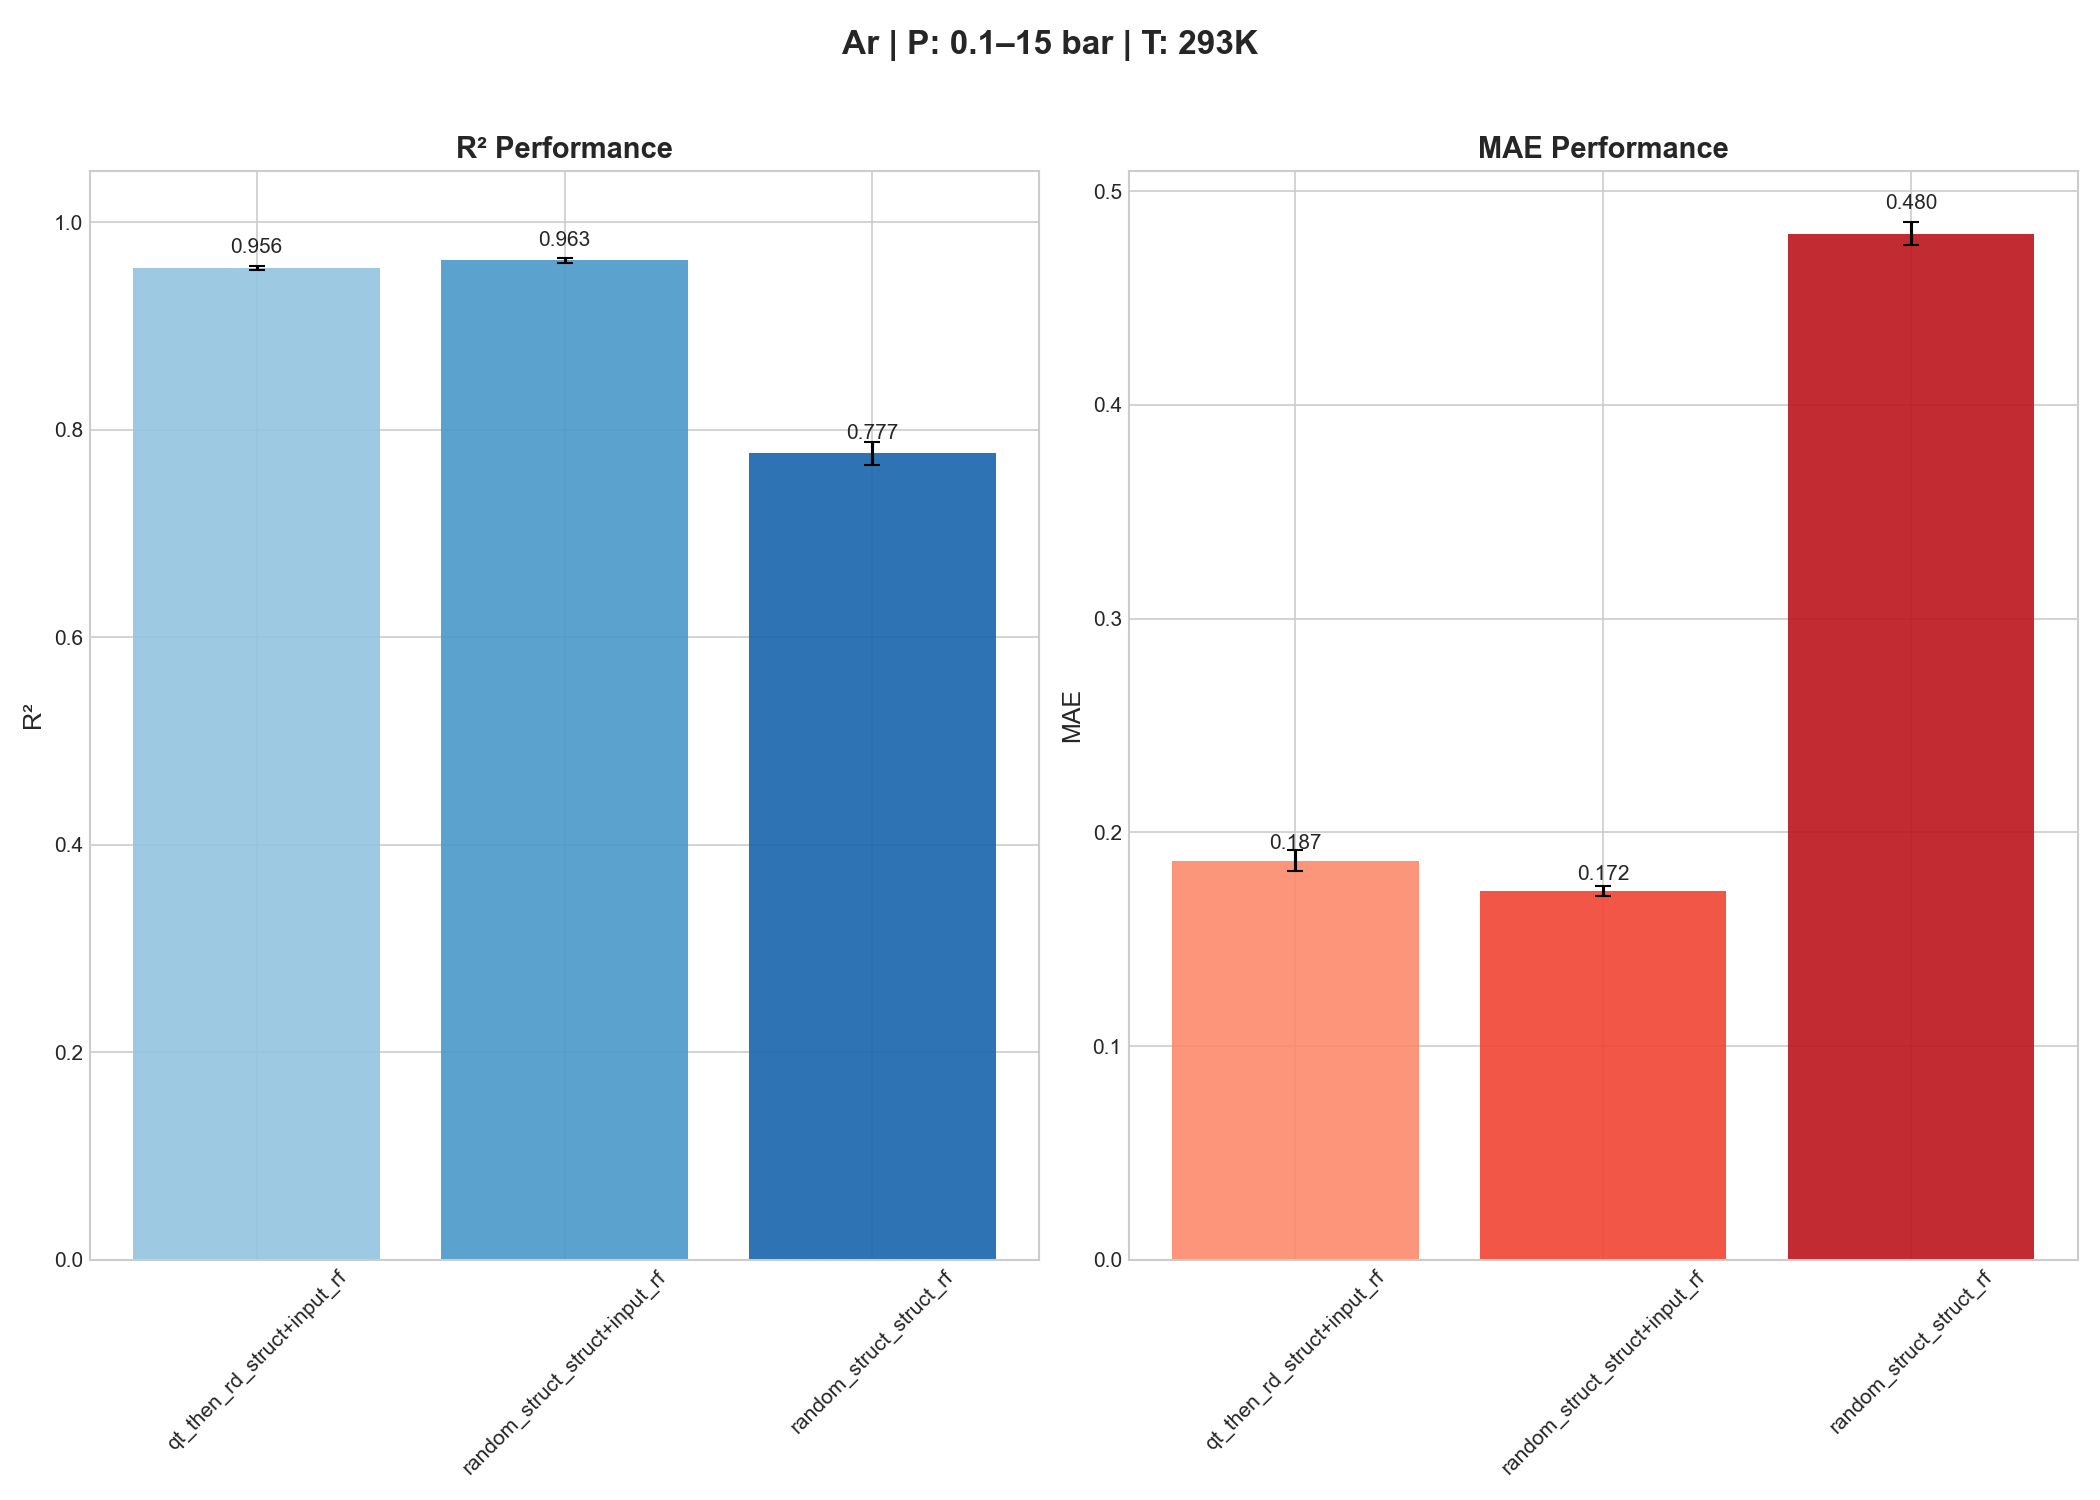 Ar | P: 0.1–15 bar | T: 293K
R² Performance
R²
1.0
0.8
0.6
0.4
0.2
0.0
0.956
0.963
0.777
qt_then_rd_struct+input_rf
random_struct_struct+input_rf
random_struct_struct_rf
MAE Performance
MAE
0.5
0.4
0.3
0.2
0.1
0.0
0.187
0.172
0.480
qt_then_rd_struct+input_rf
random_struct_struct+input_rf
random_struct_struct_rf